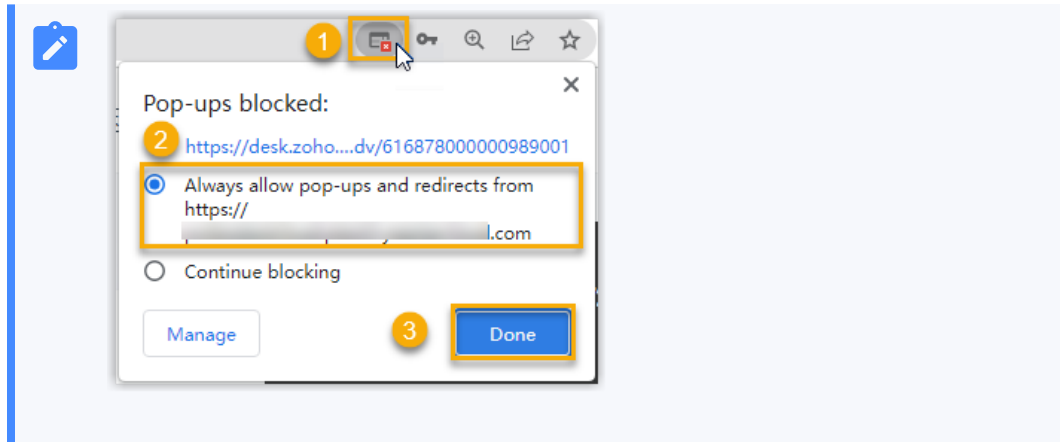 1
Pop-ups blocked:
2
https://desk.zoho....dv/616878000000989001
Always allow pop-ups and redirects from
https://
.com
Continue blocking
Manage
3
Done